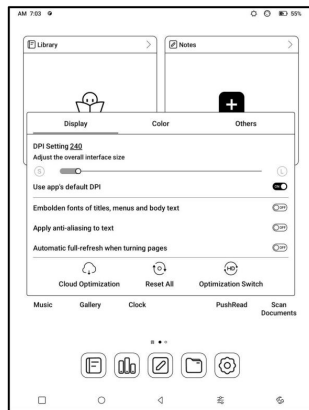 AM 7:03
55%
Library
Notes
Display
Color
Others
DPI Setting 240
Adjust the overall interface size
S
L
Use app's default DPI
ON
Embolden fonts of titles, menus and body text
OFF
Apply anti-aliasing to text
OFF
Automatic full-refresh when turning pages
OFF
HD
Cloud Optimization
Reset All
Optimization Switch
Music
Gallery
Clock
PushRead
Scan
Documents